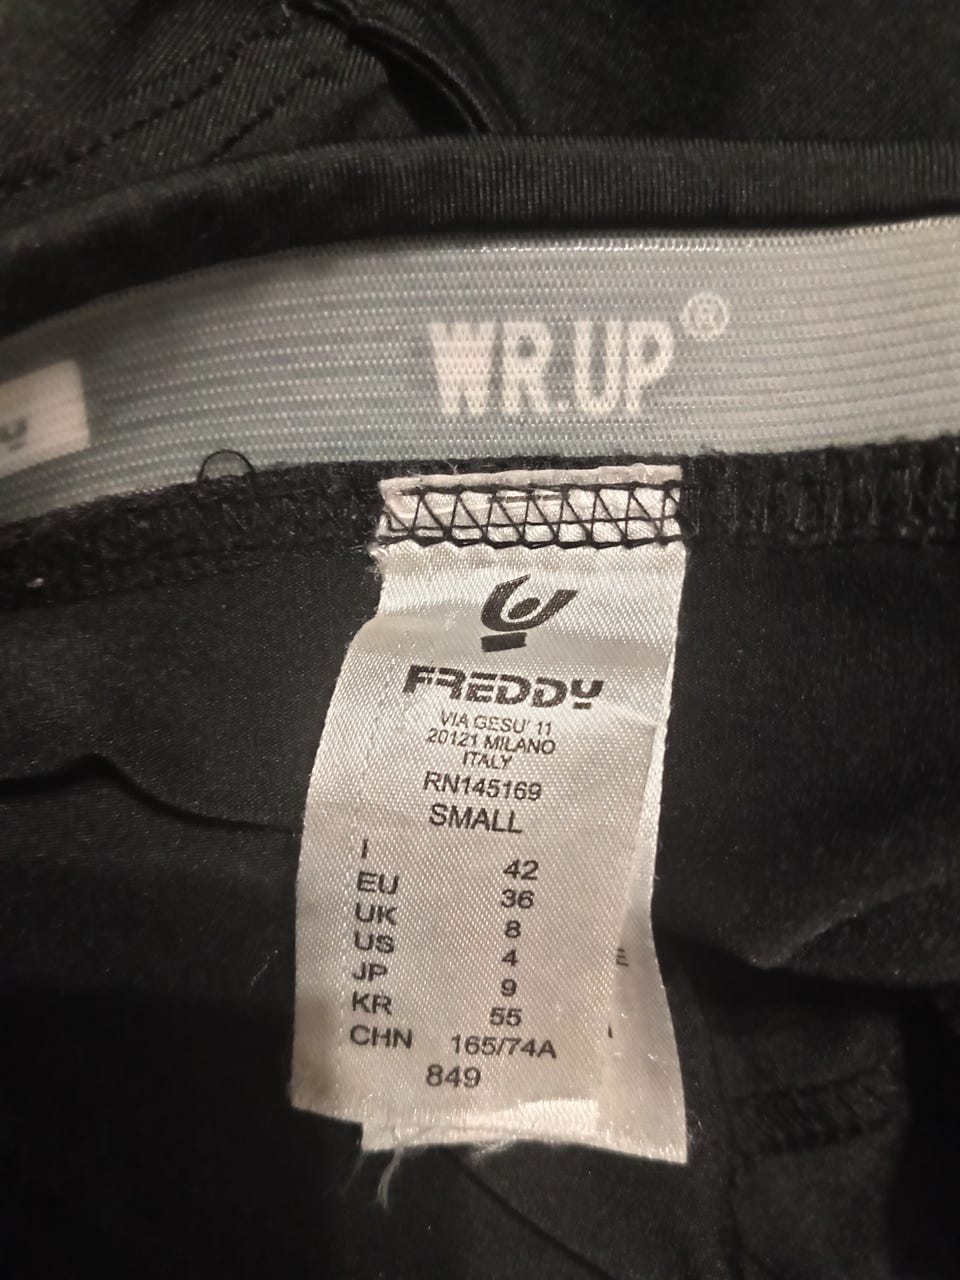 WR.UP®
FREDDY
VIA GESU' 11
20121 MILANO
ITALY
RN145169
SMALL
I 42
EU 36
UK 8
US 4
JP 9
KR 55
CHN 165/74A
849